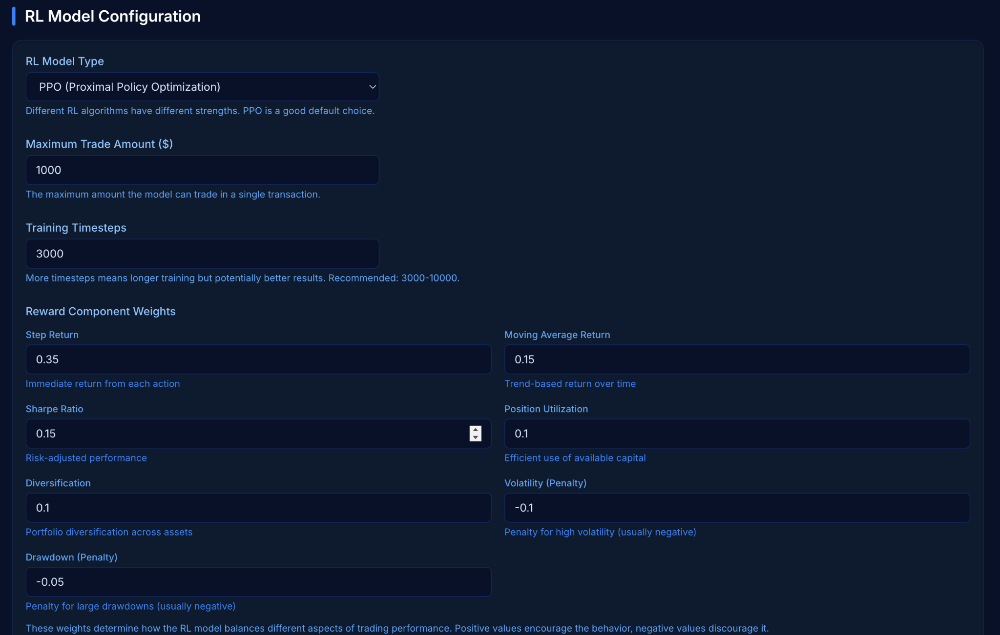 RL Model Configuration
RL Model Type
PPO (Proximal Policy Optimization)
Different RL algorithms have different strengths. PPO is a good default choice.
Maximum Trade Amount ($)
1000
The maximum amount the model can trade in a single transaction.
Training Timesteps
3000
More timesteps means longer training but potentially better results. Recommended: 3000-10000.
Reward Component Weights
Step Return
0.35
Immediate return from each action
Moving Average Return
0.15
Trend-based return over time
Sharpe Ratio
0.15
Risk-adjusted performance
Position Utilization
0.1
Efficient use of available capital
Diversification
0.1
Portfolio diversification across assets
Volatility (Penalty)
-0.1
Penalty for high volatility (usually negative)
Drawdown (Penalty)
-0.05
Penalty for large drawdowns (usually negative)
These weights determine how the RL model balances different aspects of trading performance. Positive values encourage the behavior, negative values discourage it.